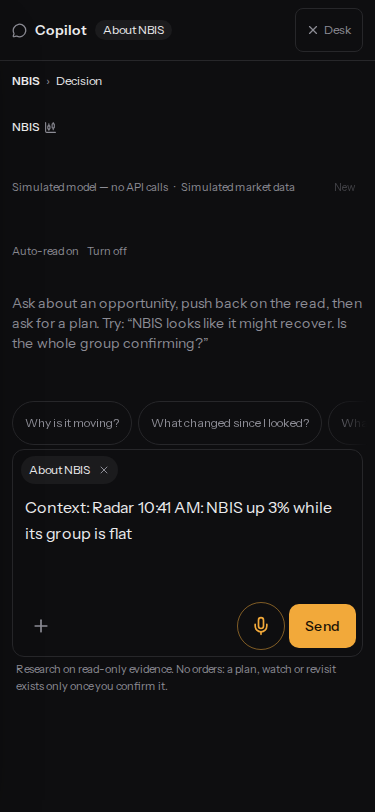 Copilot About NBIS
Desk
NBIS › Decision
NBIS
Simulated model — no API calls · Simulated market data New
Auto-read on Turn off
Ask about an opportunity, push back on the read, then
ask for a plan. Try: “NBIS looks like it might recover. Is
the whole group confirming?”
Why is it moving? What changed since I looked?
About NBIS
Context: Radar 10:41 AM: NBIS up 3% while
its group is flat
Send
Research on read-only evidence. No orders: a plan, watch or revisit
exists only once you confirm it.